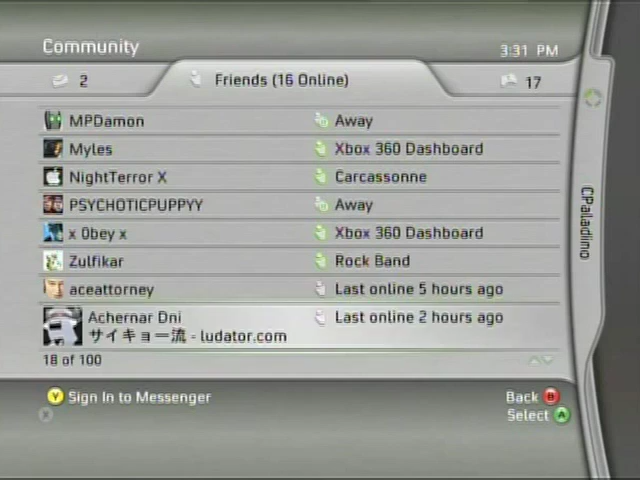 Community
3:31 PM
2
Friends (16 Online)
17
MPDamon Away
Myles Xbox 360 Dashboard
NightTerror X Carcassonne
PSYCHOTICPUPPYY Away
x 0bey x Xbox 360 Dashboard
Zulfikar Rock Band
aceattorney Last online 5 hours ago
Achernar Dni Last online 2 hours ago
サイキョー流 - ludator.com
18 of 100
Y Sign In to Messenger
Back B
X
Select A
CPalladino